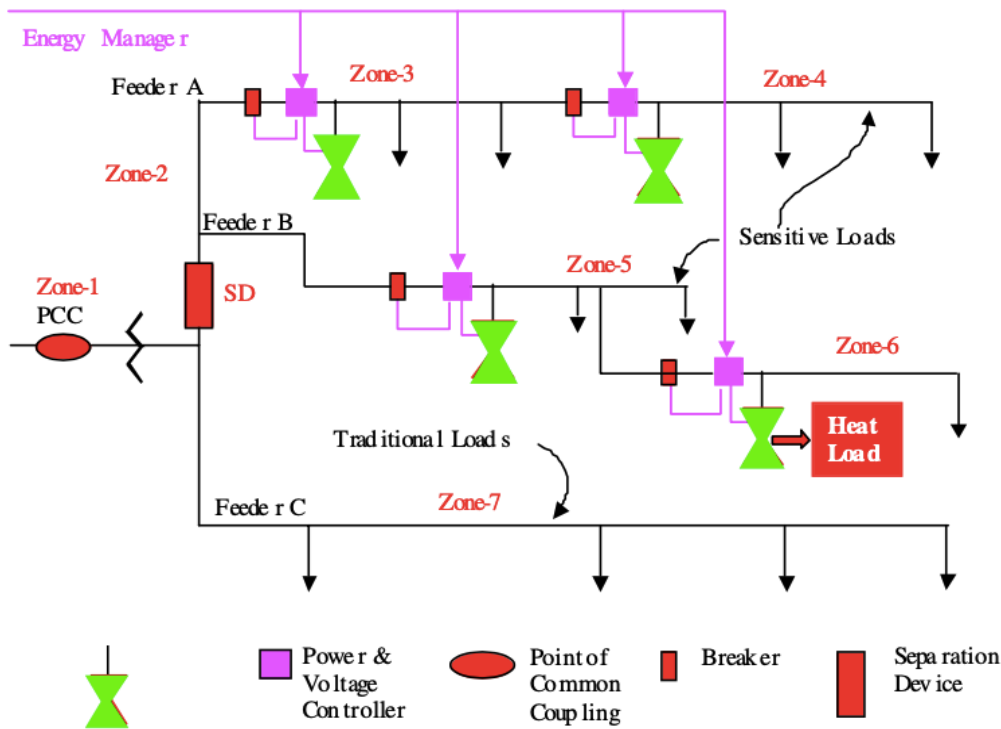 Energy Manager
Feeder A
Zone-3
Zone-4
Zone-2
Feeder B
Sensitive Loads
Zone-5
Zone-1
PCC
SD
Zone-6
Heat
Load
Traditional Loads
Feeder C
Zone-7
Power &
Voltage
Controller
Point of
Common
Coupling
Breaker
Separation
Device